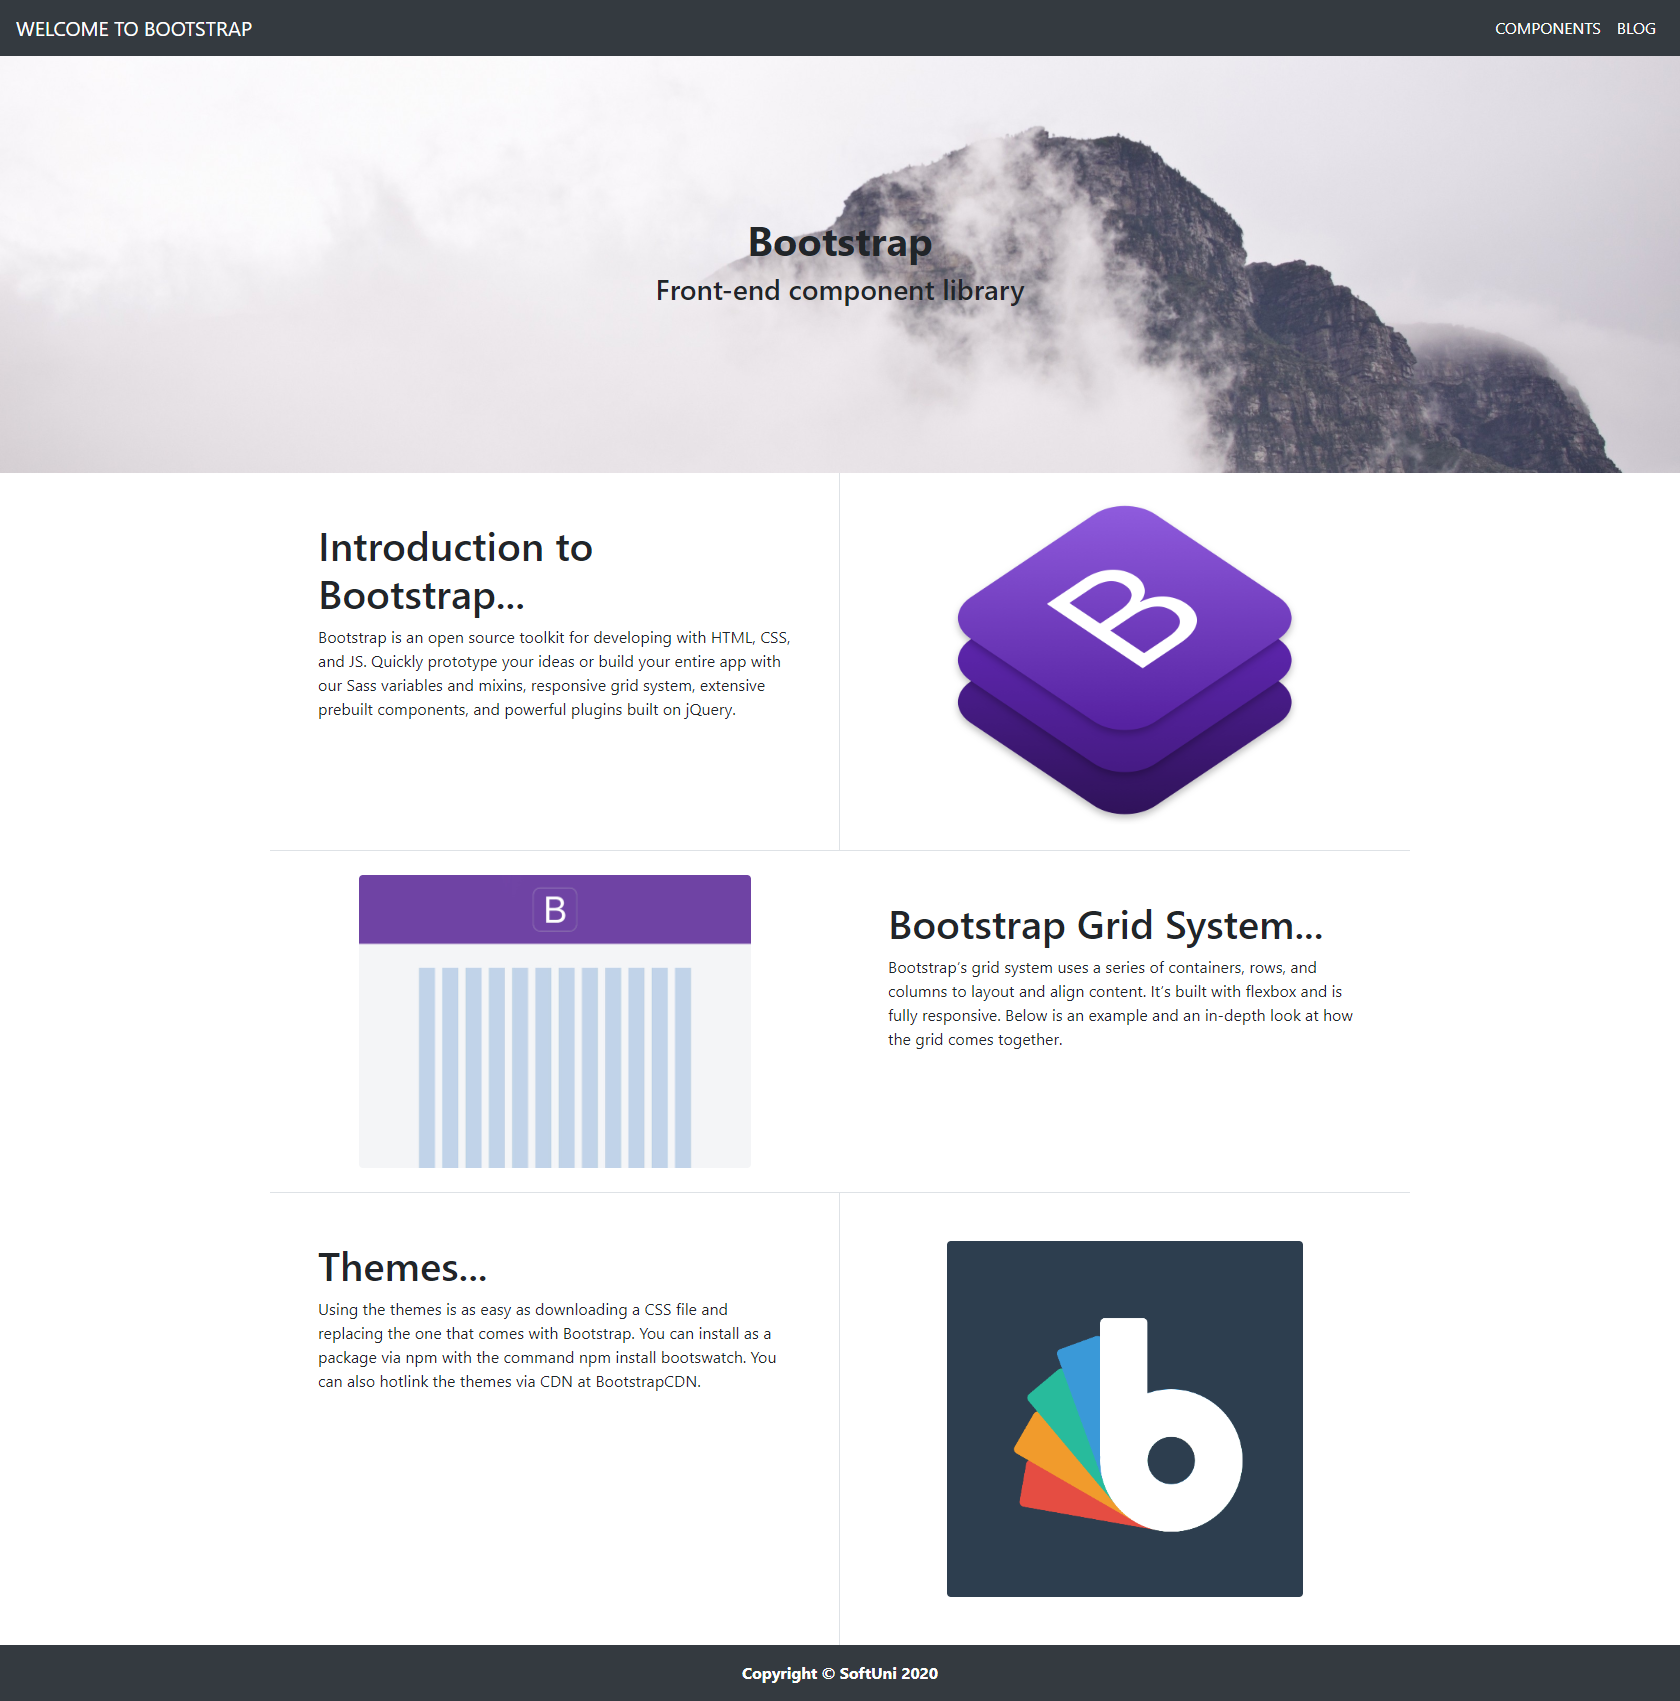 WELCOME TO BOOTSTRAP
COMPONENTS BLOG
Bootstrap
Front-end component library
Introduction to
Bootstrap...
Bootstrap is an open source toolkit for developing with HTML, CSS,
and JS. Quickly prototype your ideas or build your entire app with
our Sass variables and mixins, responsive grid system, extensive
prebuilt components, and powerful plugins built on jQuery.
B
B
Bootstrap Grid System...
Bootstrap’s grid system uses a series of containers, rows, and
columns to layout and align content. It’s built with flexbox and is
fully responsive. Below is an example and an in-depth look at how
the grid comes together.
Themes...
Using the themes is as easy as downloading a CSS file and
replacing the one that comes with Bootstrap. You can install as a
package via npm with the command npm install bootswatch. You
can also hotlink the themes via CDN at BootstrapCDN.
b
Copyright © SoftUni 2020